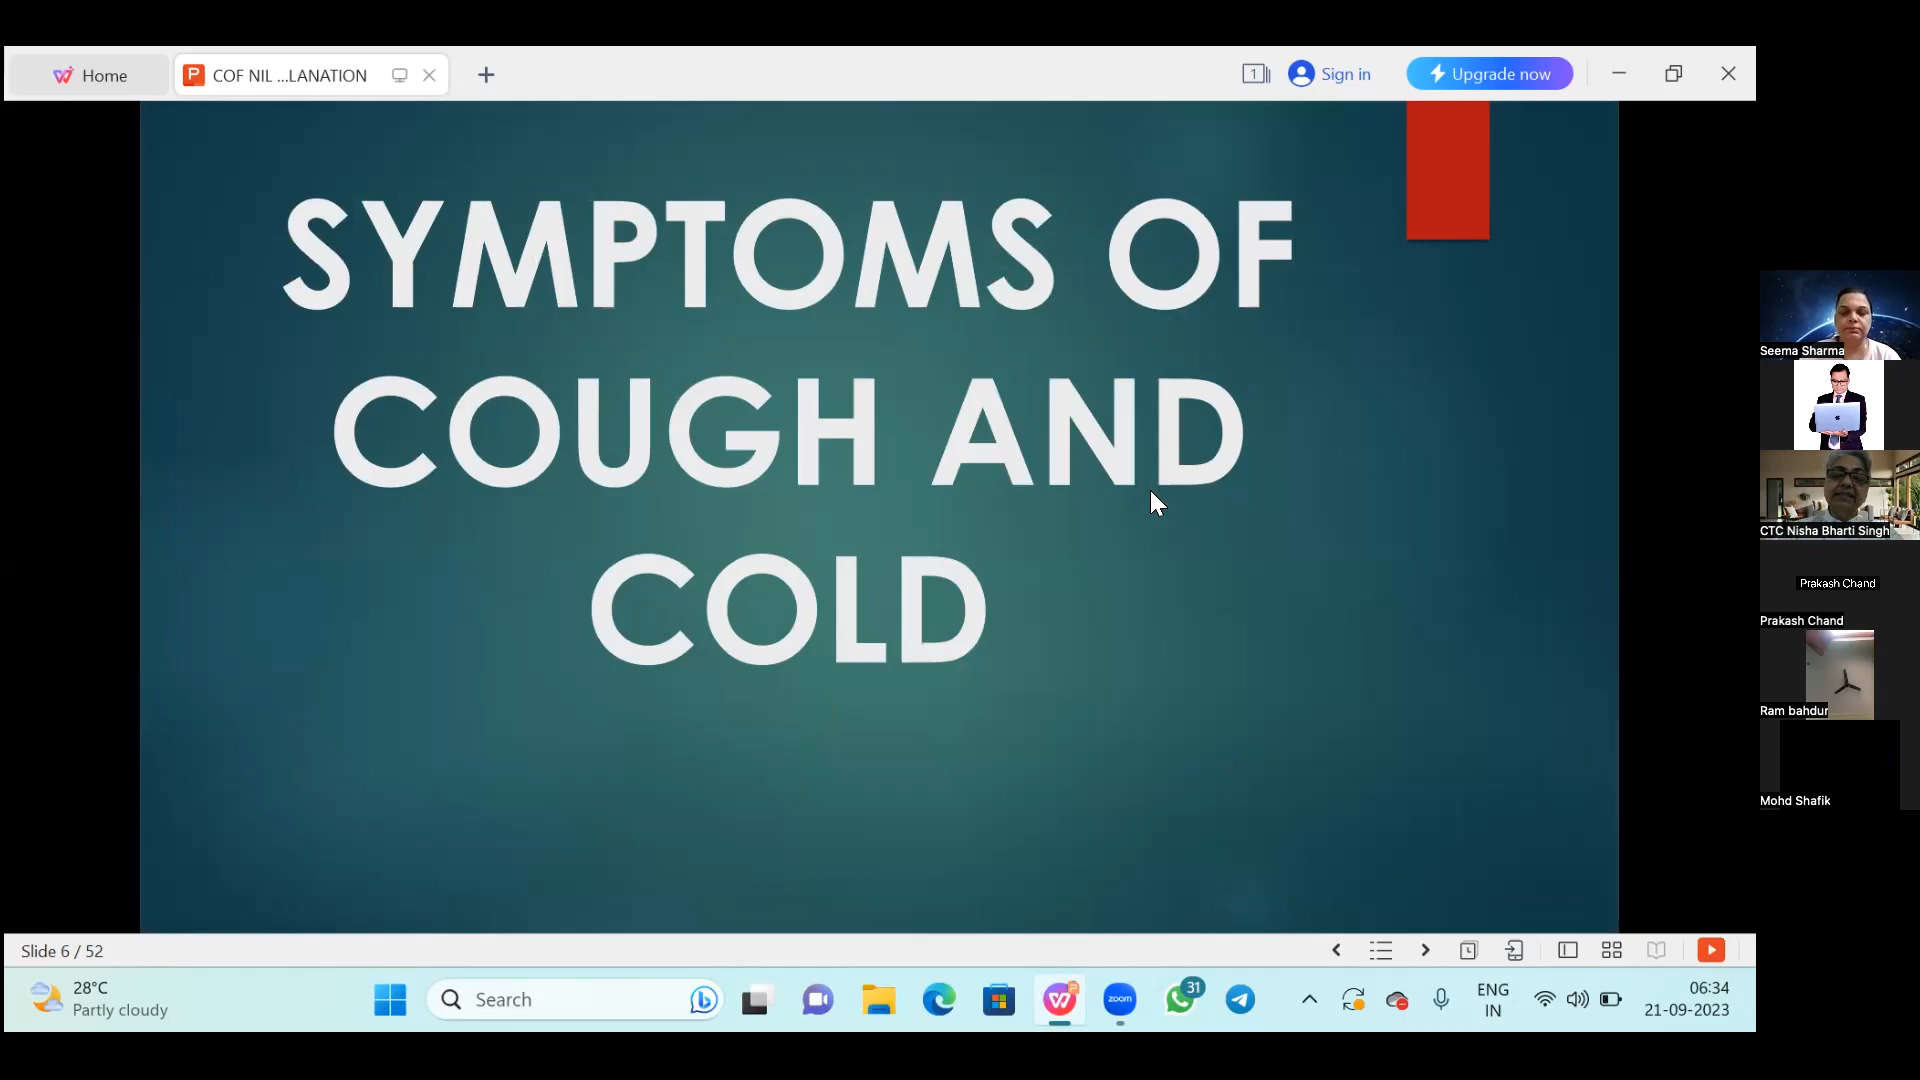 Home
COF NIL ...LANATION
1
Sign in
Upgrade now
SYMPTOMS OF
COUGH AND
COLD
Seema Sharma
CTC Nisha Bharti Singh
Prakash Chand
Prakash Chand
Ram bahdur
Mohd Shafik
Slide 6 / 52
28°C
Partly cloudy
Search
zoom
31
ENG
IN
06:34
21-09-2023